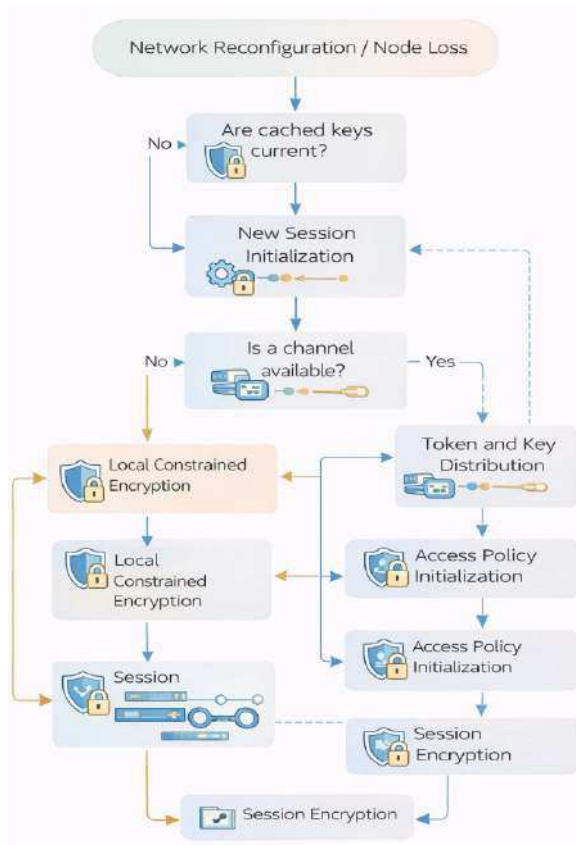 Network Reconfiguration / Node Loss
Are cached keys
current?
No
New Session
Initialization
Is a channel
available?
No
Yes
Token and Key
Distribution
Local Constrained
Encryption
Local
Constrained
Encryption
Access Policy
Initialization
Access Policy
Initialization
Session
Session
Encryption
Session Encryption